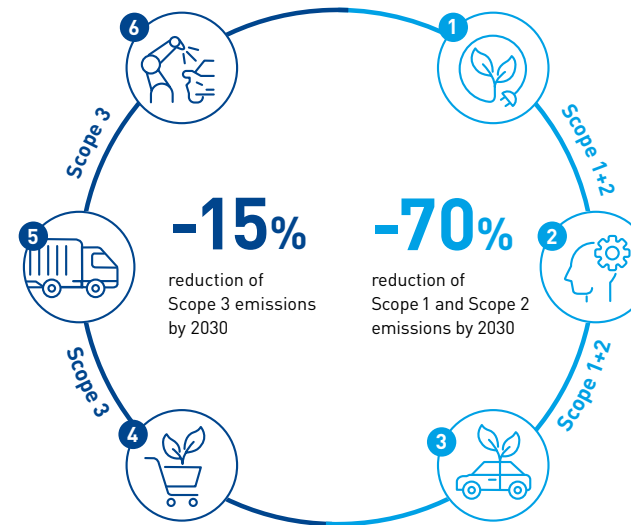 6
1
Scope 3
Scope 1+2
-15%
-70%
5
2
reduction of
Scope 3 emissions
by 2030
reduction of
Scope 1 and Scope 2
emissions by 2030
Scope 3
Scope 1+2
4
3